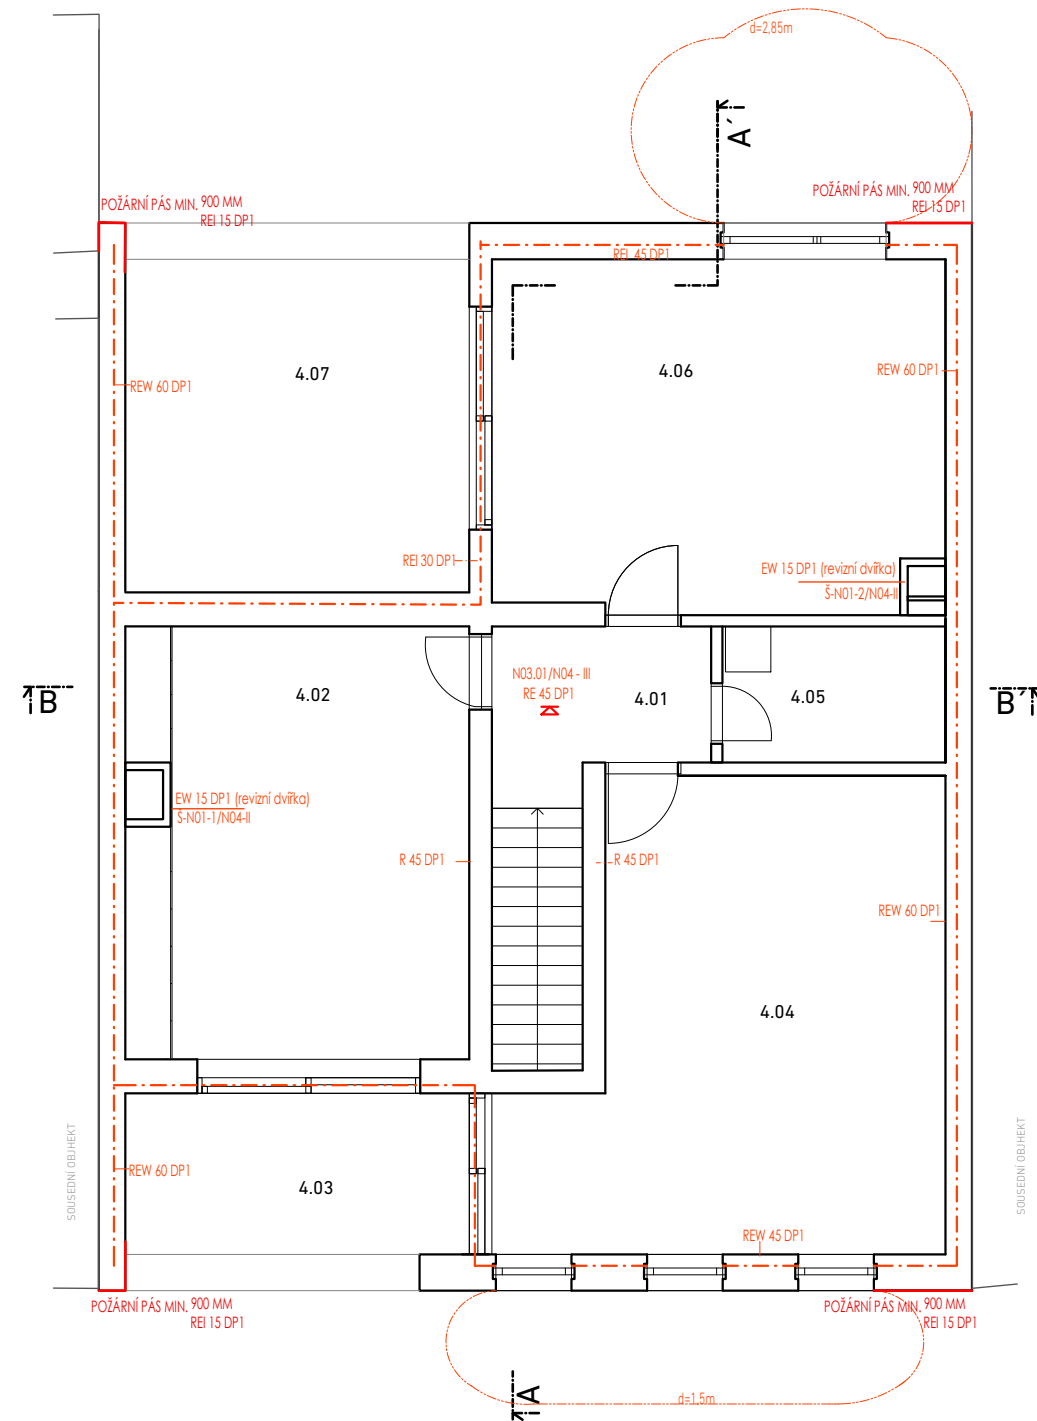 d=2,85m
A´
POŽÁRNÍ PÁS MIN. 900 MM
REI 15 DP1
POŽÁRNÍ PÁS MIN. 900 MM
REI 15 DP1
REI 45 DP1
4.07
4.06
REW 60 DP1
REW 60 DP1
REI 30 DP1
EW 15 DP1 (revizní dvířka)
Š-N01-2/N04-II
N03.01/N04 - III
RE 45 DP1
4.02
4.01
4.05
B
B´
EW 15 DP1 (revizní dvířka)
Š-N01-1/N04-II
R 45 DP1
R 45 DP1
REW 60 DP1
4.04
SOUSEDNÍ OBJHEKT
SOUSEDNÍ OBJHEKT
REW 60 DP1
4.03
REW 45 DP1
POŽÁRNÍ PÁS MIN. 900 MM
REI 15 DP1
POŽÁRNÍ PÁS MIN. 900 MM
REI 15 DP1
A
d=1,5m